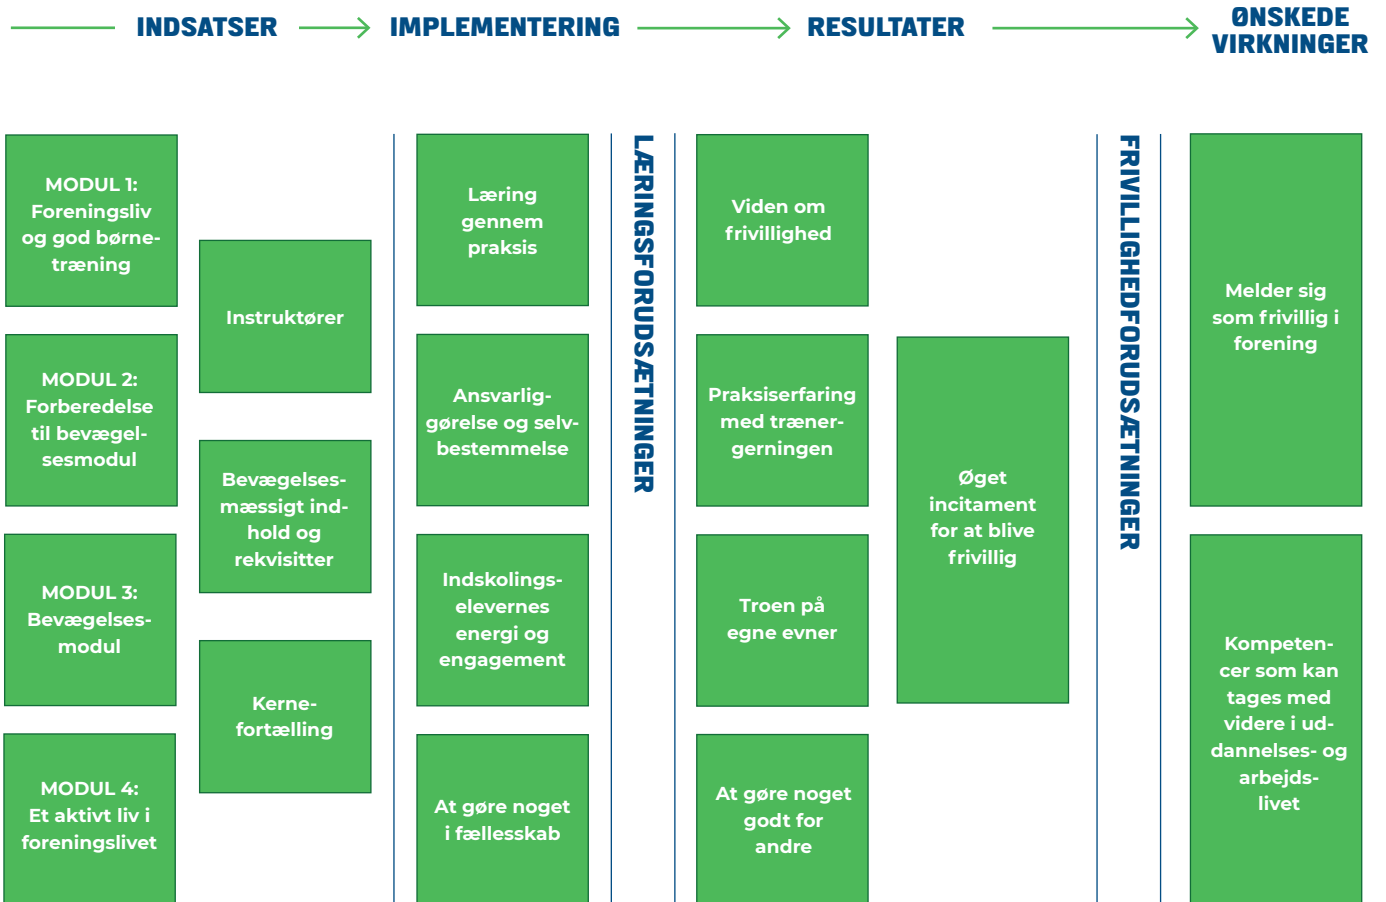 INDSATSER
IMPLEMENTERING
RESULTATER
ØNSKEDE
VIRKNINGER
MODUL 1:
Foreningsliv
og god børne-
træning
MODUL 2:
Forberedelse
til bevægel-
sesmodul
MODUL 3:
Bevægelses-
modul
MODUL 4:
Et aktivt liv i
foreningslivet
Instruktører
Bevægelses-
mæssigt ind-
hold og
rekvisitter
Kerne-
fortælling
Læring
gennem
praksis
Ansvarlig-
gørelse og selv-
bestemmelse
Indskolings-
elevernes
energi og
engagement
At gøre noget
i fællesskab
LÆRINGSFORUDSÆTNINGER
Viden om
frivillighed
Praksiserfaring
med træner-
gerningen
Troen på
egne evner
At gøre noget
godt for
andre
Øget
incitament
for at blive
frivillig
FRIVILLIGHEDFORUDSÆTNINGER
Melder sig
som frivillig i
forening
Kompeten-
cer som kan
tages med
videre i ud-
dannelses- og
arbejds-
livet